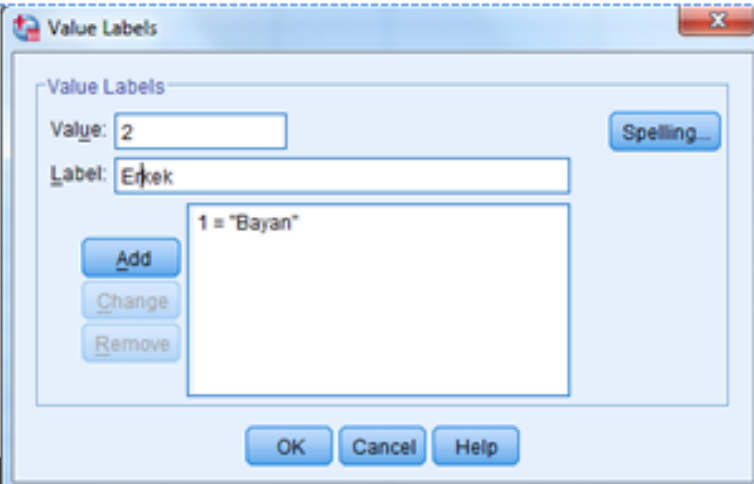 Value Labels
Value Labels
Value: 2
Spelling...
Label: Erkek
1 = "Bayan"
Add
Change
Remove
OK Cancel Help